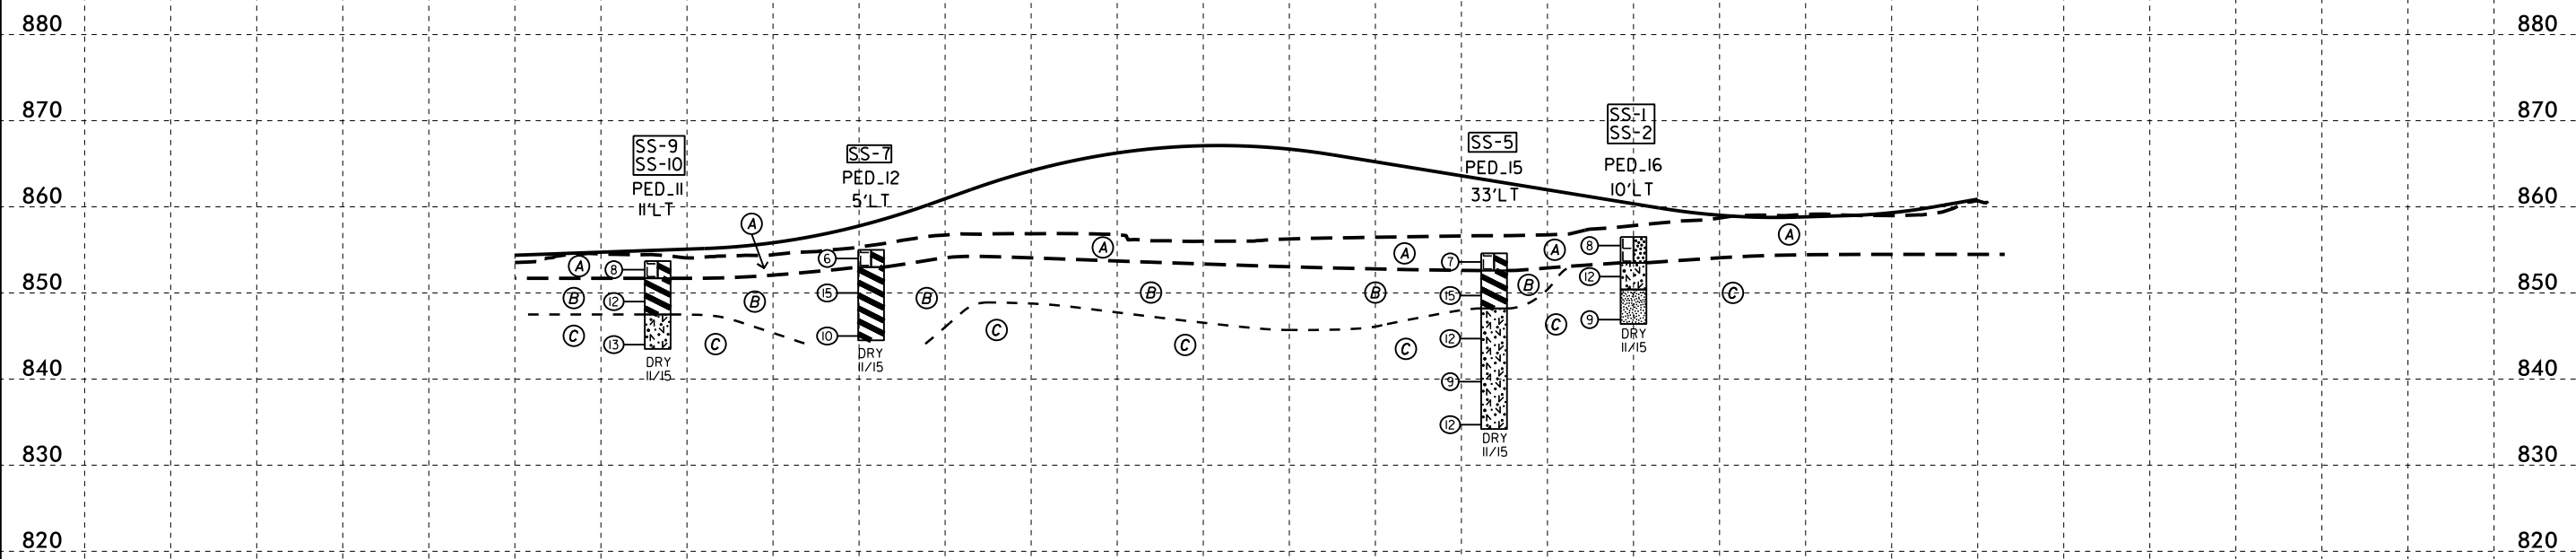 880
880
870
870
SS-1
SS-2
SS-9
SS-10
SS-7
SS-5
PED_11
11'LT
PED_12
5'LT
PED_15
33'LT
PED_16
10'LT
860
860
A
A
A
A
A
A
8
12
13
L
6
15
10
L
7
15
12
9
12
L
8
12
9
L
850
850
B
B
B
B
B
B
C
C
C
C
C
C
C
DRY
11/15
DRY
11/15
DRY
11/15
DRY
11/15
840
840
830
830
820
820